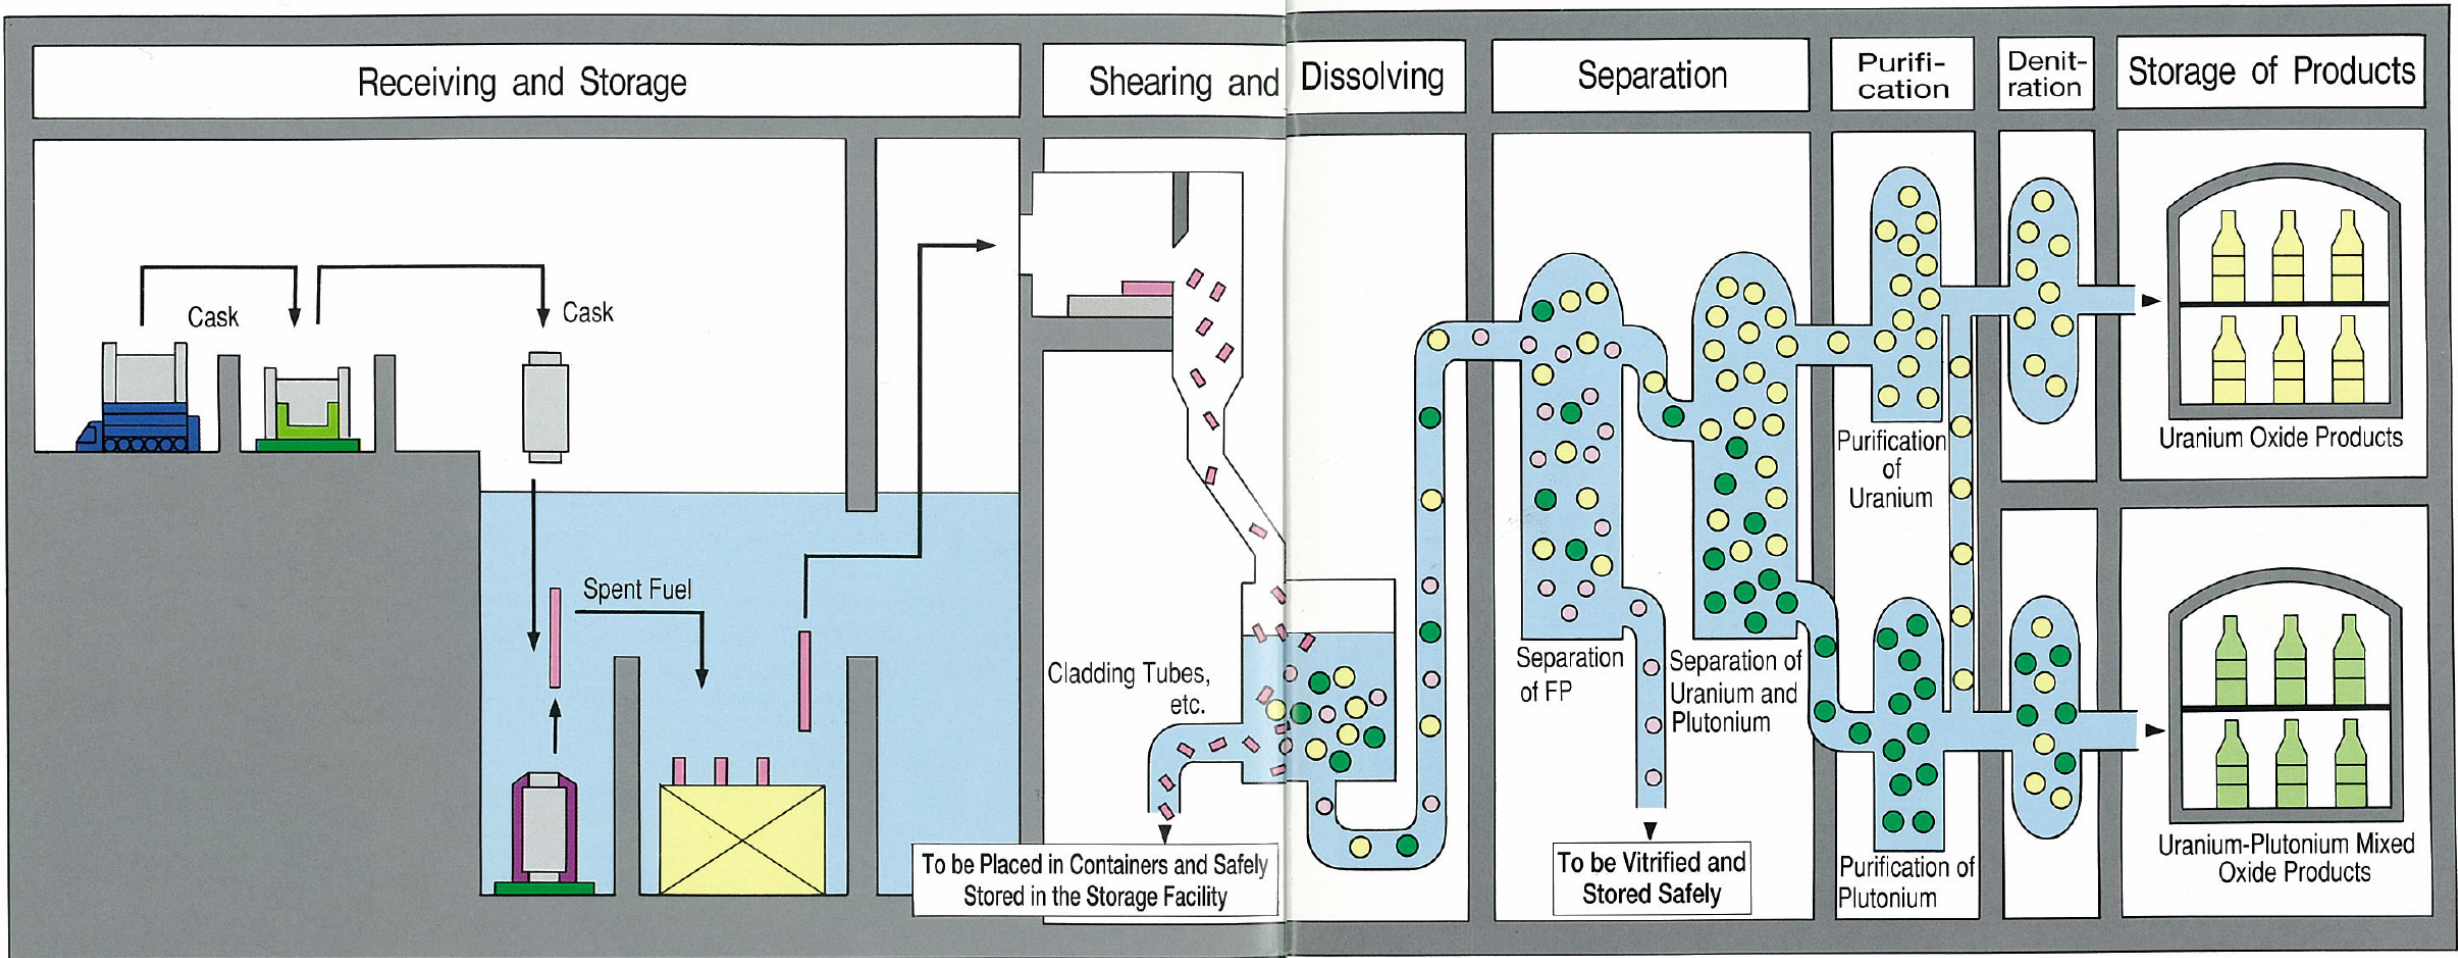 Receiving and Storage
Shearing and Dissolving
Separation
Purifi-
cation
Denit-
ration
Storage of Products
Cask
Cask
Spent Fuel
Cladding Tubes,
etc.
To be Placed in Containers and Safely
Stored in the Storage Facility
Separation
of FP
To be Vitrified and
Stored Safely
Separation of
Uranium and
Plutonium
Purification
of
Uranium
Purification of
Plutonium
Uranium Oxide Products
Uranium-Plutonium Mixed
Oxide Products